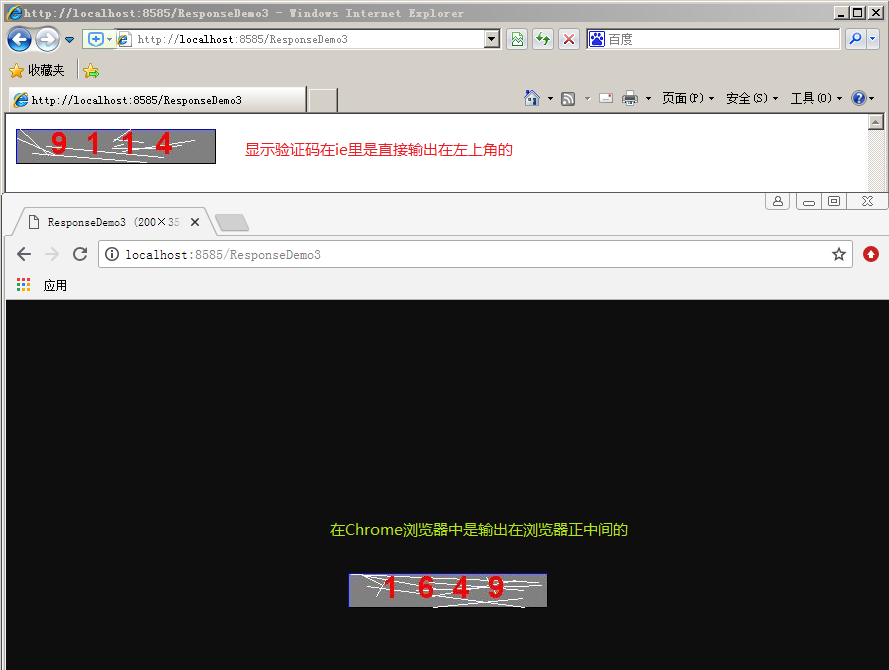 http://localhost:8585/ResponseDemo3 - Windows Internet Explorer
http://localhost:8585/ResponseDemo3
百度
收藏夹
http://localhost:8585/ResponseDemo3
页面(P)
安全(S)
工具(O)
9 1 1 4
显示验证码在ie里是直接输出在左上角的
ResponseDemo3 (200×35
localhost:8585/ResponseDemo3
应用
在Chrome浏览器中是输出在浏览器正中间的
1 6 4 9